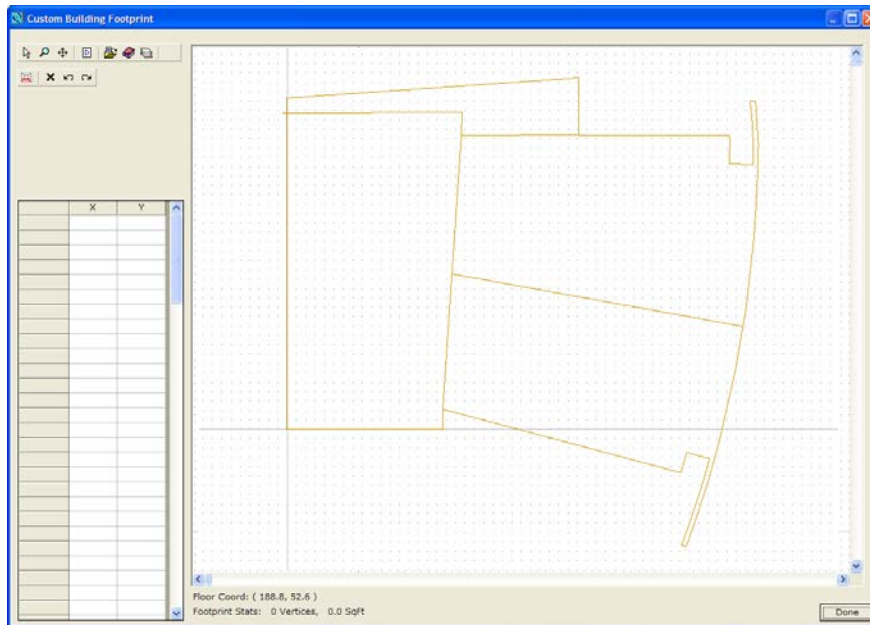 Custom Building Footprint
X Y
Floor Coord: ( 188.8, 52.6 )
Footprint Stats: 0 Vertices, 0.0 SqFt
Done